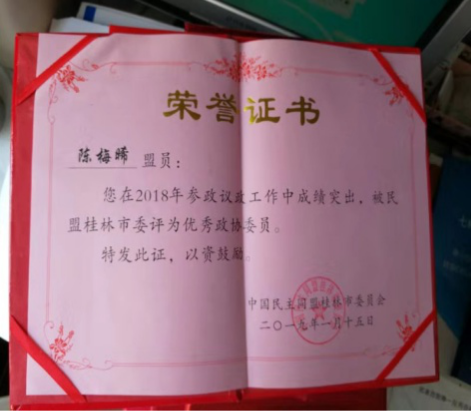 荣誉证书
陈梅晞 盟员：
您在2018年参政议政工作中成绩突出，被民
盟桂林市委评为优秀政协委员。
特发此证，以资鼓励。
中国民主同盟桂林市委员会
二〇一九年一月十五日